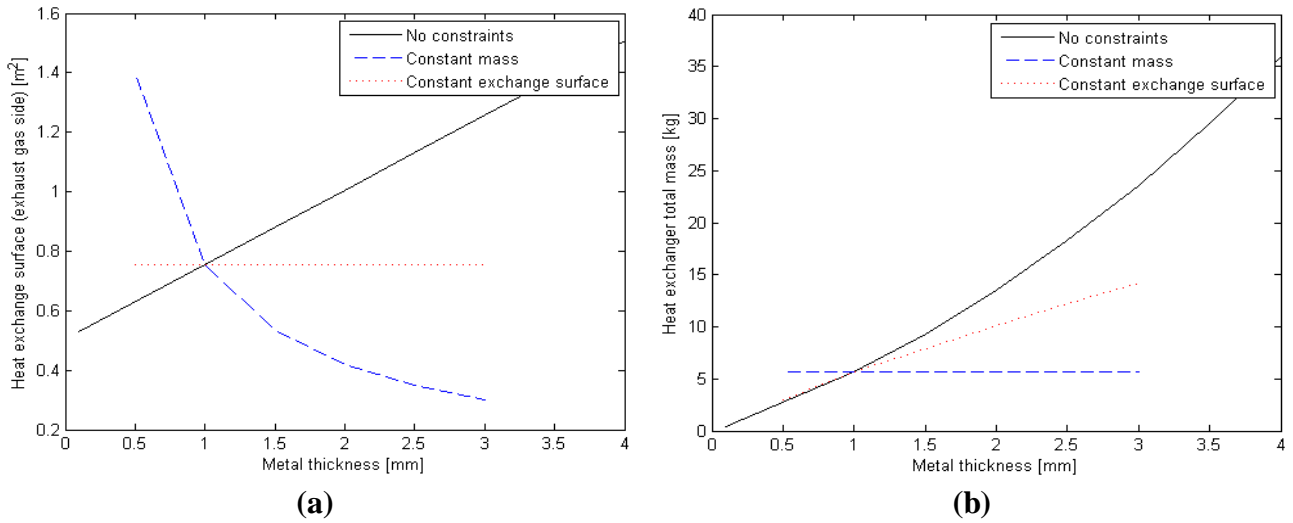 Heat exchange surface (exhaust gas side) [m²]
1.6
1.4
1.2
1
0.8
0.6
0.4
0.2
No constraints
Constant mass
Constant exchange surface
0 0.5 1 1.5 2 2.5 3 3.5 4
Metal thickness [mm]
(a)
Heat exchanger total mass [kg]
40
35
30
25
20
15
10
5
0
No constraints
Constant mass
Constant exchange surface
0 0.5 1 1.5 2 2.5 3 3.5 4
Metal thickness [mm]
(b)